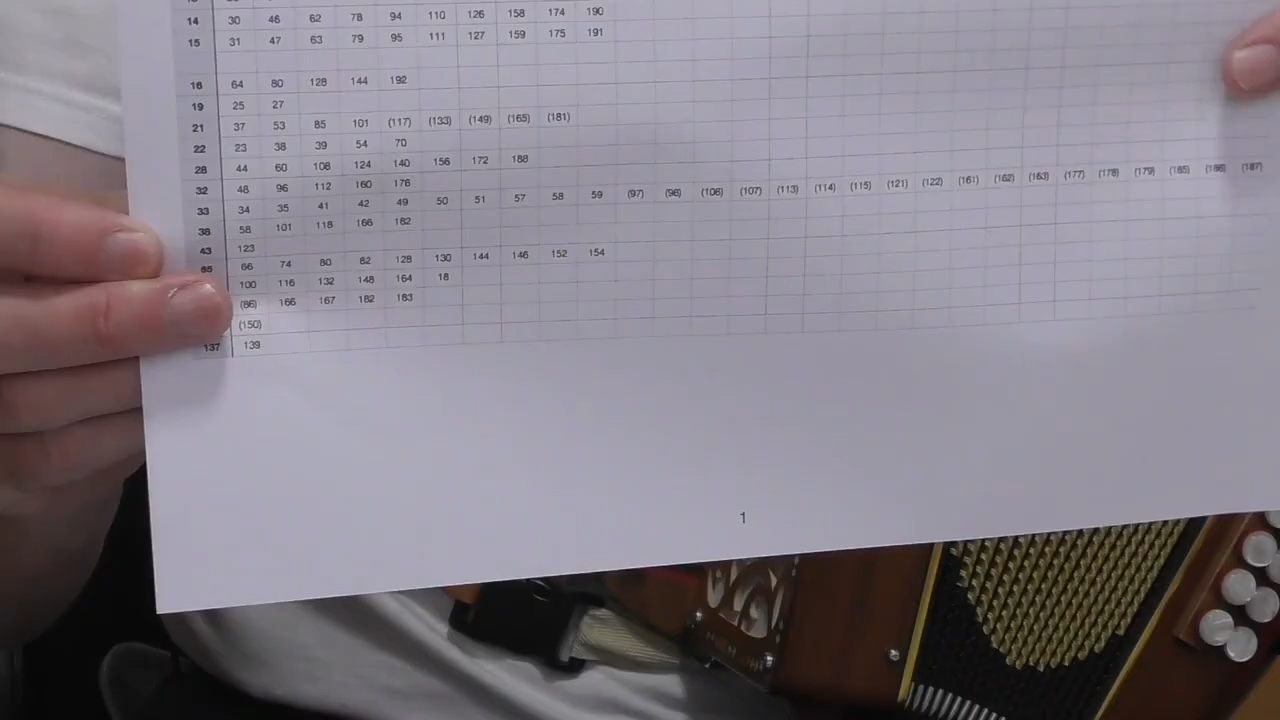 14 30 46 62 78 94 110 126 158 174 190
15 31 47 63 79 95 111 127 159 175 191
16 64 80 128 144 192
19 25 27
21 37 53 85 101 (117) (133) (149) (165) (181)
22 23 38 39 54 70
28 44 60 108 124 140 156 172 188
32 48 96 112 160 176
33 34 35 41 42 49 50 51 57 58 59 (97) (98) (106) (107) (113) (114) (115) (121) (122) (161) (162) (163) (177) (178) (179) (185) (186) (187)
38 58 101 118 166 182
43 123
65 66 74 80 82 128 130 144 146 152 154
100 116 132 148 164 18
(86) 166 167 182 183
(150)
137 139
1